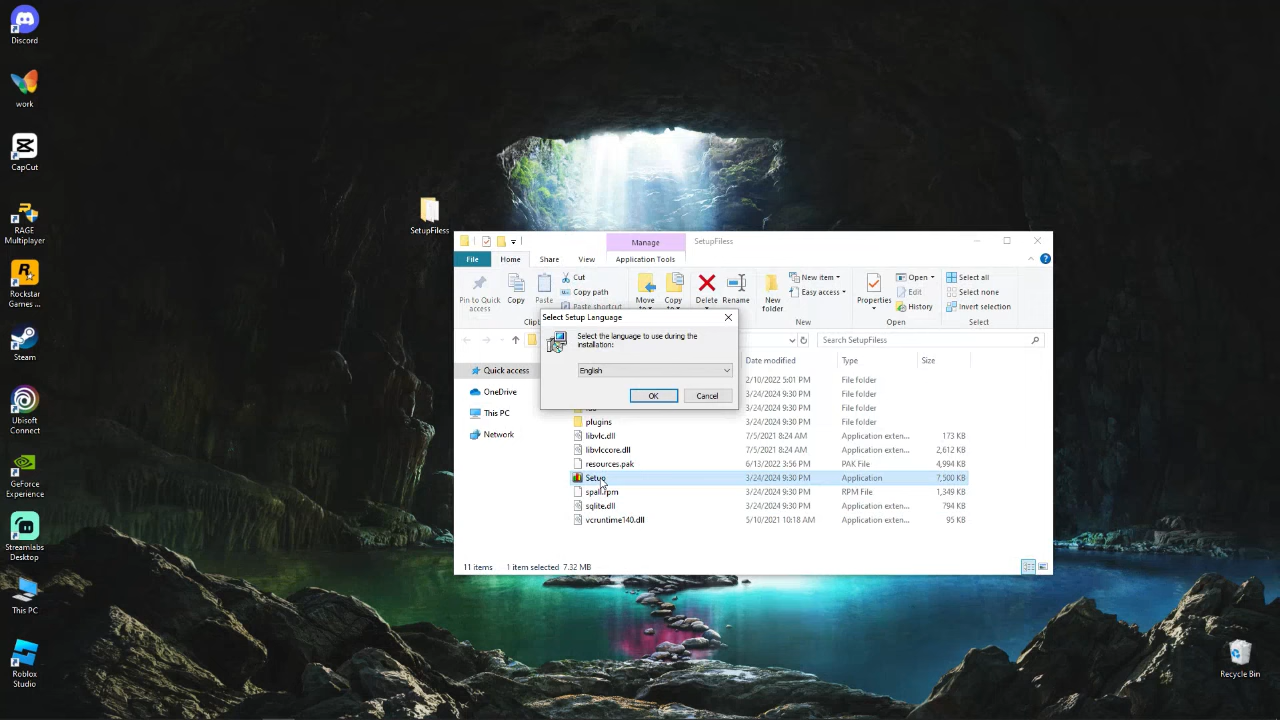 Discord
work
CapCut
RAGE
Multiplayer
Rockstar
Games ...
Steam
Ubisoft
Connect
GeForce
Experience
Streamlabs
Desktop
This PC
Roblox
Studio
SetupFiless
Recycle Bin
Manage
SetupFiless
File
Home
Share
View
Application Tools
Pin to Quick
access
Copy
Paste
Cut
Copy path
Paste shortcut
Move
Copy
Delete
Rename
New
folder
New item
Easy access
New
Properties
Open
Edit
History
Open
Select all
Select none
Invert selection
Select
Search SetupFiless
Select Setup Language
Select the language to use during the
installation:
English
OK
Cancel
Quick access
OneDrive
This PC
Network
Date modified
Type
Size
2/10/2022 5:01 PM File folder
3/24/2024 9:30 PM File folder
3/24/2024 9:30 PM File folder
plugins 3/24/2024 9:30 PM File folder
libvlc.dll 7/5/2021 8:24 AM Application exten... 173 KB
libvlccore.dll 7/5/2021 8:24 AM Application exten... 2,612 KB
resources.pak 6/13/2022 3:56 PM PAK File 4,994 KB
Setup 3/24/2024 9:30 PM Application 7,500 KB
3/24/2024 9:30 PM RPM File 1,349 KB
sqlite.dll 3/24/2024 9:30 PM Application exten... 794 KB
vcruntime140.dll 5/10/2021 10:18 AM Application exten... 95 KB
11 items 1 item selected 7.32 MB